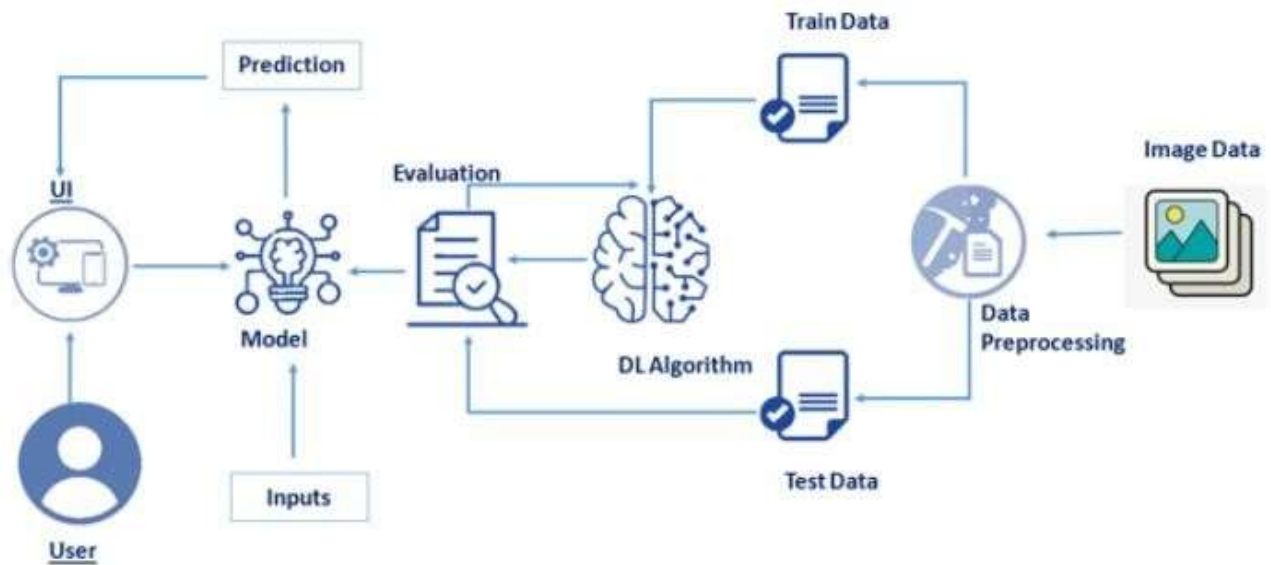 Train Data
Prediction
Image Data
Evaluation
UI
Data
Preprocessing
Model
DL Algorithm
Test Data
Inputs
User